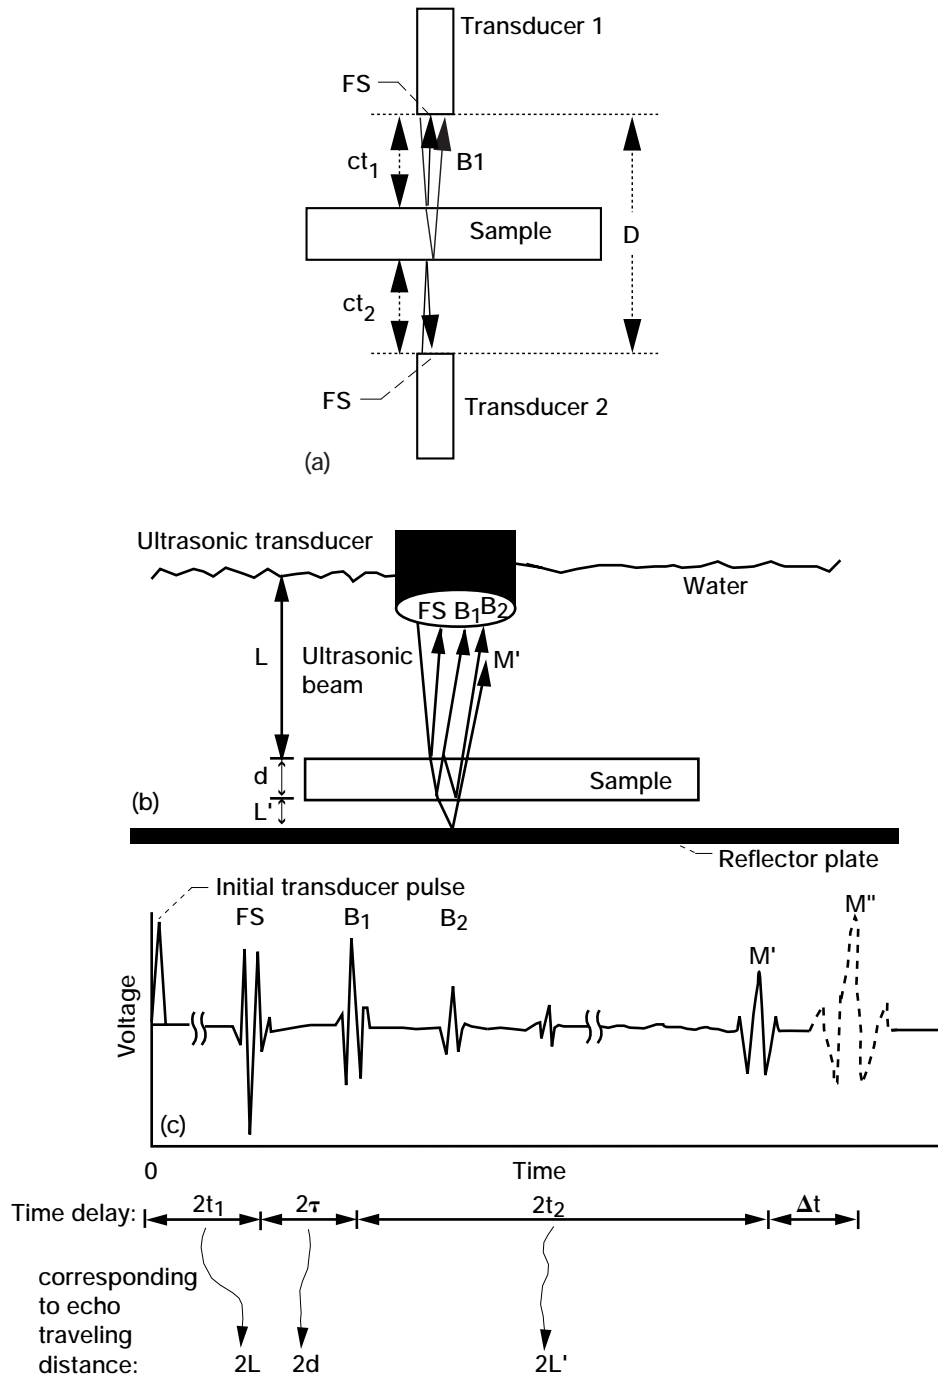 Transducer 1
FS
ct1
B1
Sample
D
ct2
FS
Transducer 2
(a)
Ultrasonic transducer
Water
FS B1 B2
L
Ultrasonic
beam
M'
d
Sample
(b)
L'
Reflector plate
Initial transducer pulse
FS
B1
B2
M"
M'
Voltage
(c)
0
Time
Time delay:
2t1
2τ
2t2
Δt
corresponding
to echo
traveling
distance:
2L
2d
2L'